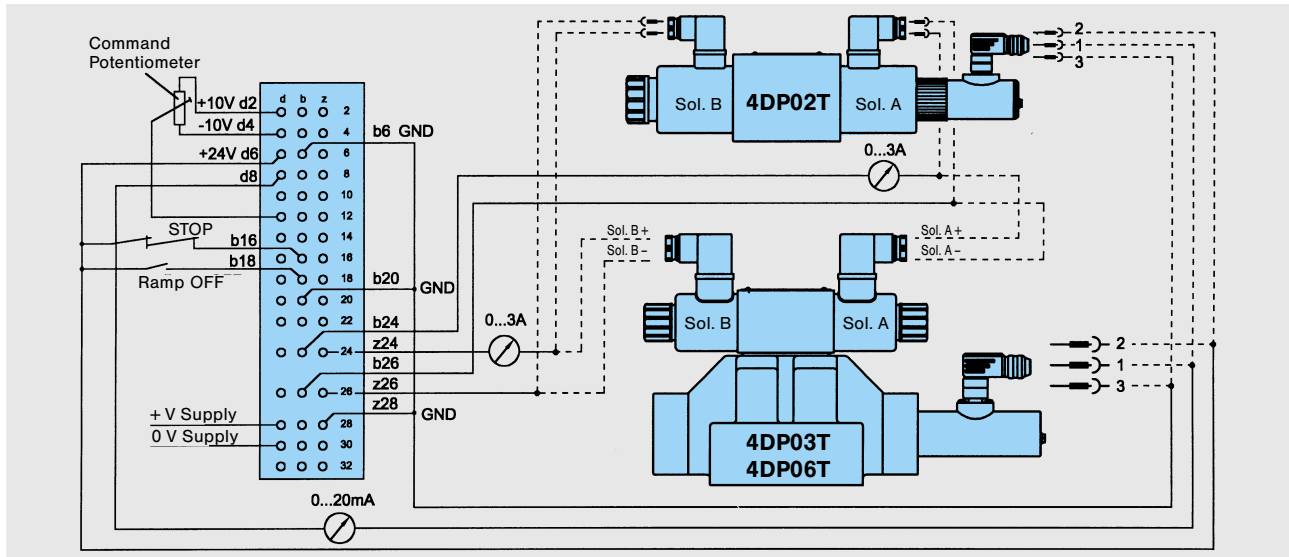 Command
Potentiometer
+10V d2
-10V d4
+24V d6
d8
STOP
b16
b18
Ramp OFF
+ V Supply
0 V Supply
d b z
2
4
6
8
10
12
14
16
18
20
22
24
26
28
30
32
b6 GND
b20
GND
b24
z24
b26
z26
z28
GND
0...3A
0...3A
0...20mA
Sol. B
4DP02T
Sol. A
2
1
3
Sol. B+
Sol. B–
Sol. A+
Sol. A–
Sol. B
Sol. A
4DP03T
4DP06T
2
1
3